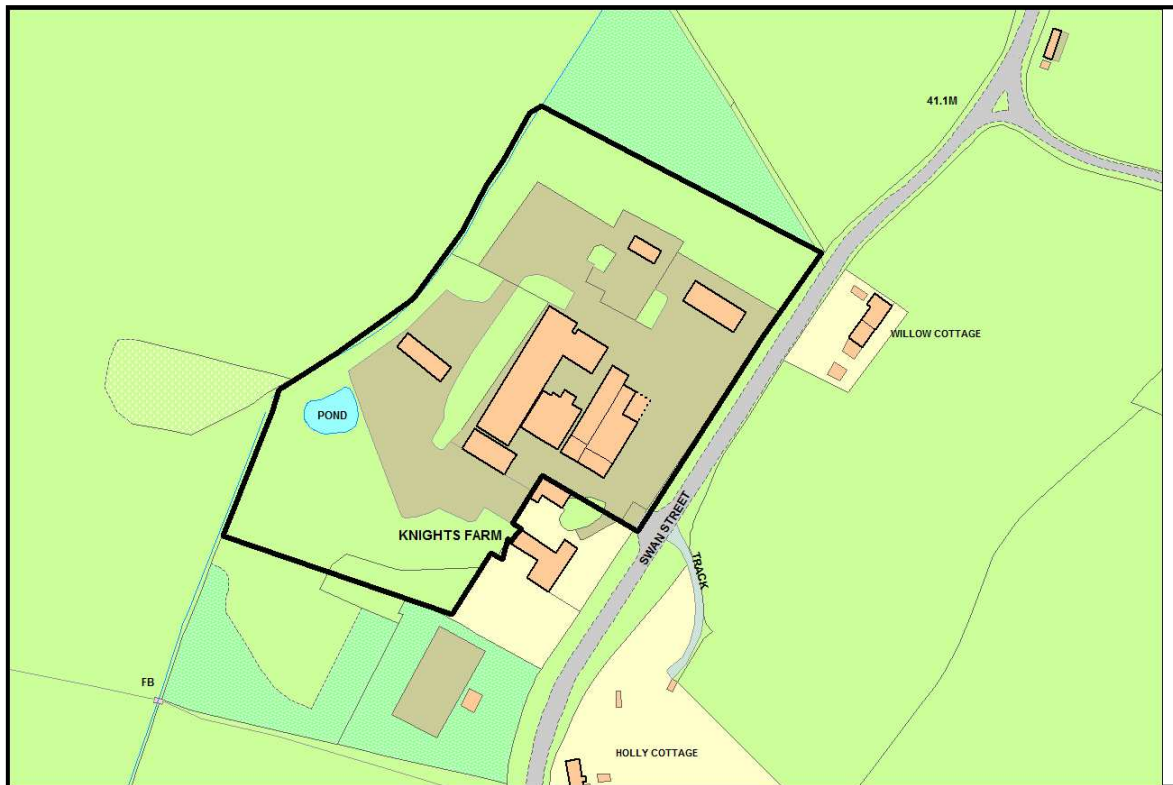 41.1M
WILLOW COTTAGE
POND
SWAN STREET
KNIGHTS FARM
TRACK
FB
HOLLY COTTAGE